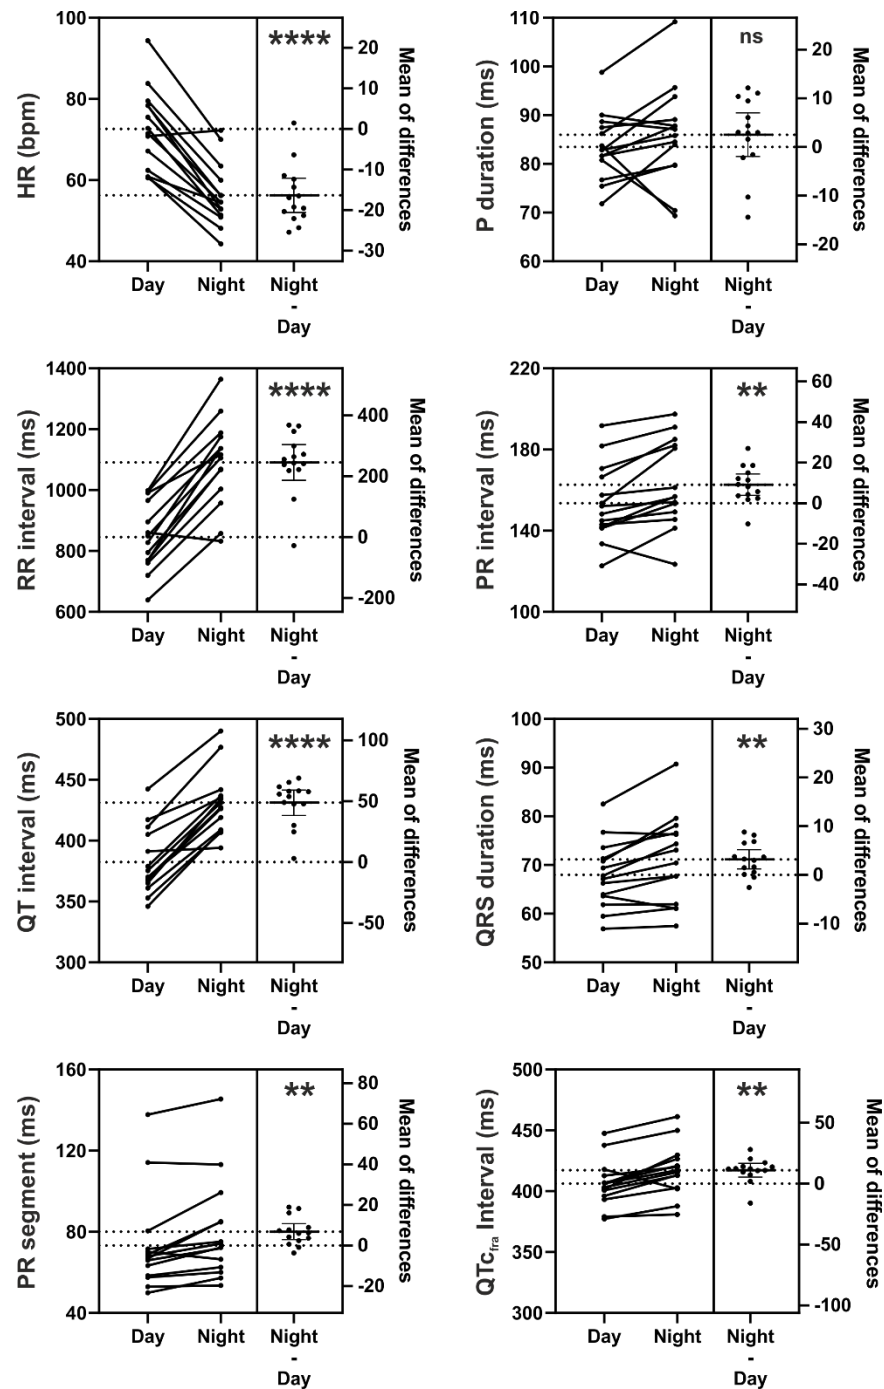 HR (bpm)
100
80
60
40
****
20
10
0
-10
-20
-30
Mean of differences
Day
Night
Night
-
Day
P duration (ms)
110
100
90
80
70
60
ns
20
10
0
-10
-20
Mean of differences
Day
Night
Night
-
Day
RR interval (ms)
1400
1200
1000
800
600
****
400
200
0
-200
Mean of differences
Day
Night
Night
-
Day
PR interval (ms)
220
180
140
100
**
60
40
20
0
-20
-40
Mean of differences
Day
Night
Night
-
Day
QT interval (ms)
500
450
400
350
300
****
100
50
0
-50
Mean of differences
Day
Night
Night
-
Day
QRS duration (ms)
100
90
80
70
60
50
**
30
20
10
0
-10
Mean of differences
Day
Night
Night
-
Day
PR segment (ms)
160
120
80
40
**
80
60
40
20
0
-20
Mean of differences
Day
Night
Night
-
Day
QTcfra Interval (ms)
500
450
400
350
300
**
50
0
-50
-100
Mean of differences
Day
Night
Night
-
Day